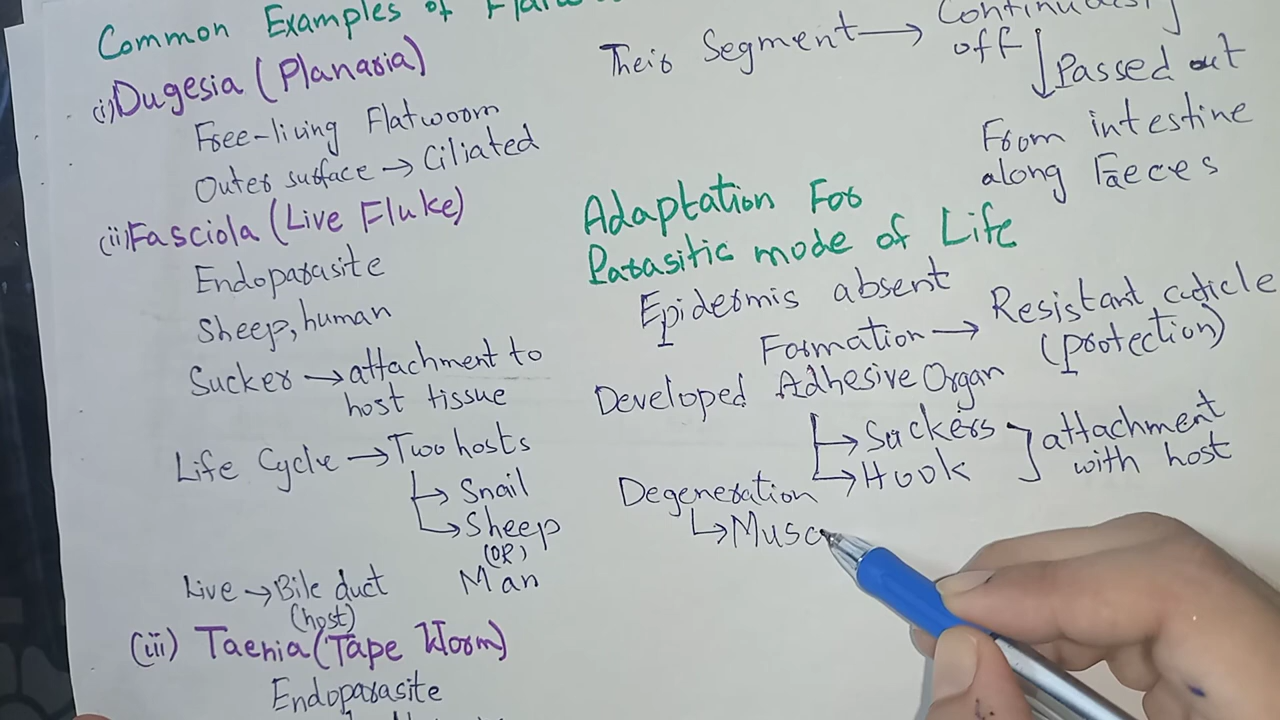 Common Examples of
(i) Dugesia (Planaria)
Free-living Flatworm
Outer surface → Ciliated
(ii) Fasciola (Live Fluke)
Endoparasite
Sheep, human
Sucker → attachment to
host tissue
Life Cycle → Two hosts
→ Snail
→ Sheep
(OR)
Man
Live → Bile duct
(host)
(iii) Taenia (Tape Worm)
Endoparasite
Their Segment → Continuously
off
Passed out
From intestine
along Faeces
Adaptation For
Parasitic mode of Life
Epidermis absent
Formation → Resistant cuticle
(protection)
Developed Adhesive Organ
→ Suckers
→ Hook
attachment
with host
Degeneration
→ Musc